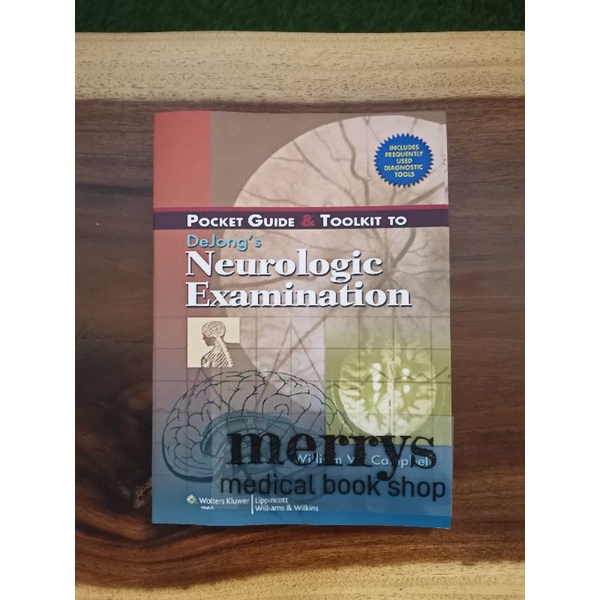 INCLUDES
FREQUENTLY
USED
DIAGNOSTIC
TOOLS
POCKET GUIDE & TOOLKIT TO
DeJong's
Neurologic
Examination
merrys
William W. Campbell
medical book shop
Wolters Kluwer
Health
Lippincott
Williams & Wilkins